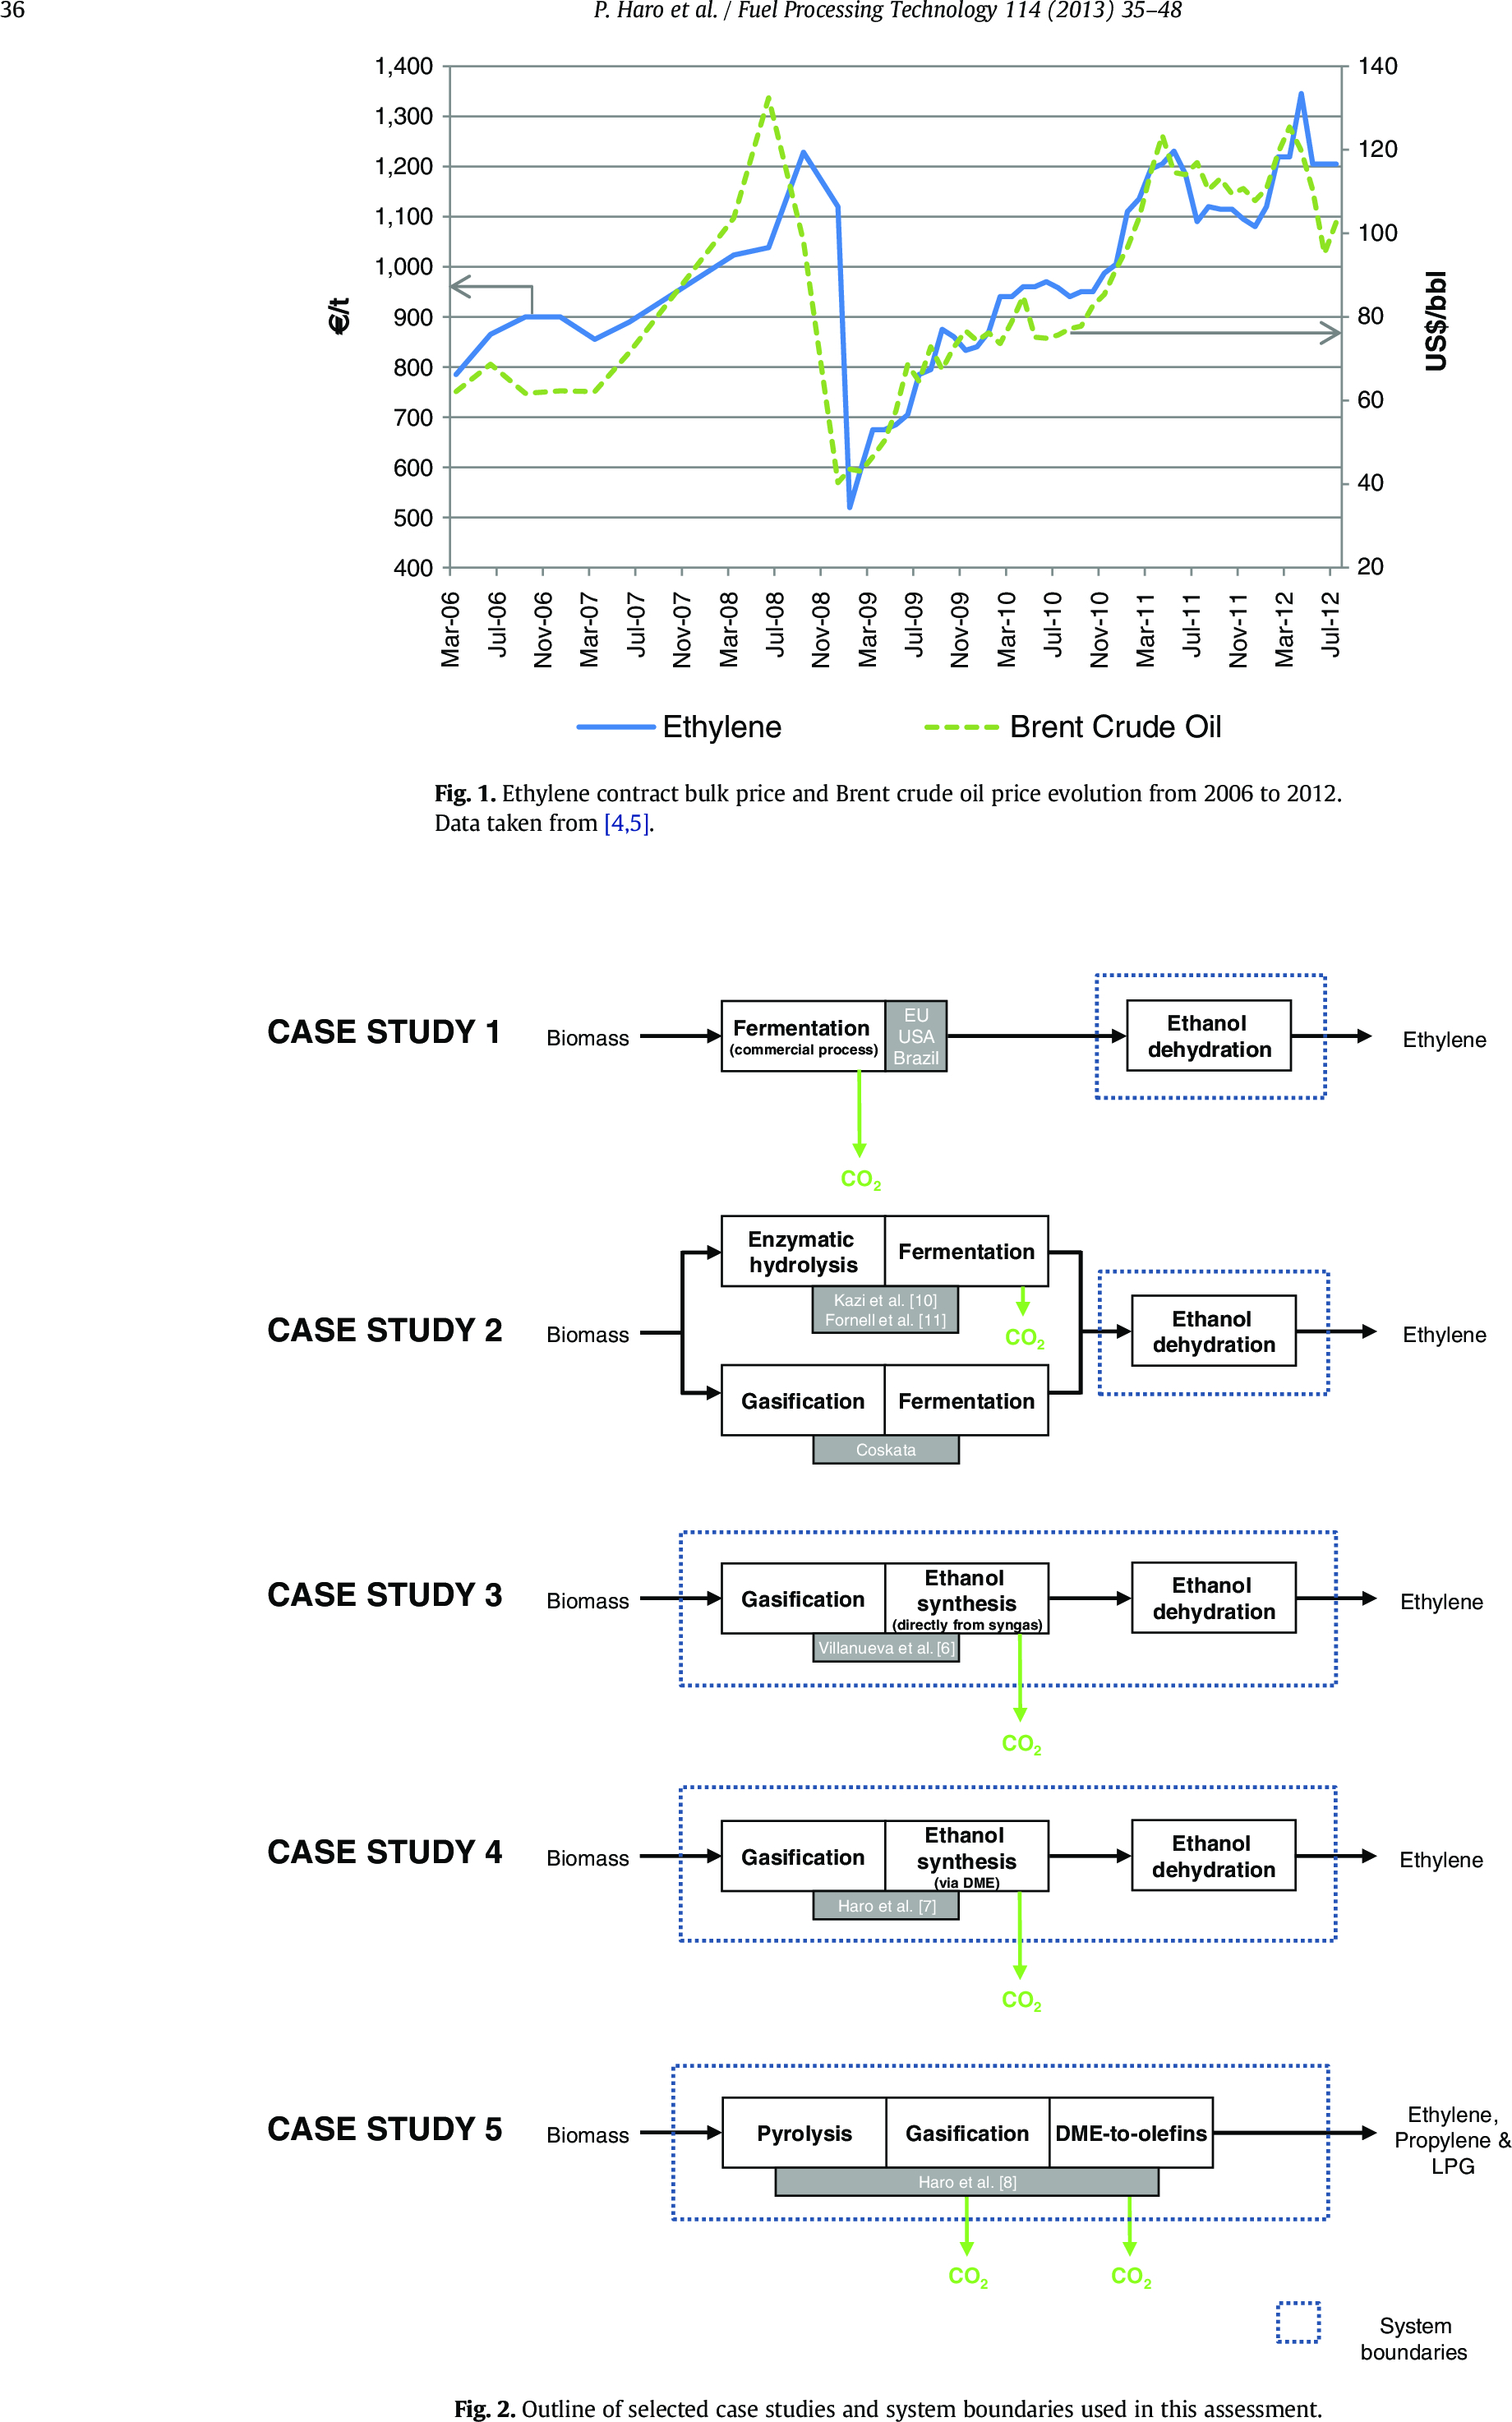 36
P. Haro et al. / Fuel Processing Technology 114 (2013) 35–48
1,400
1,300
1,200
1,100
1,000
900
800
700
600
500
400
€/t
140
120
100
80
60
40
20
US$/bbl
Mar-06
Jul-06
Nov-06
Mar-07
Jul-07
Nov-07
Mar-08
Jul-08
Nov-08
Mar-09
Jul-09
Nov-09
Mar-10
Jul-10
Nov-10
Mar-11
Jul-11
Nov-11
Mar-12
Jul-12
Ethylene
Brent Crude Oil
Fig. 1. Ethylene contract bulk price and Brent crude oil price evolution from 2006 to 2012.
Data taken from [4,5].
CASE STUDY 1
Biomass
Fermentation
(commercial process)
EU
USA
Brazil
Ethanol
dehydration
Ethylene
CO2
CASE STUDY 2
Biomass
Enzymatic
hydrolysis
Fermentation
Kazi et al. [10]
Fornell et al. [11]
CO2
Gasification
Fermentation
Coskata
Ethanol
dehydration
Ethylene
CASE STUDY 3
Biomass
Gasification
Ethanol
synthesis
(directly from syngas)
Villanueva et al. [6]
Ethanol
dehydration
Ethylene
CO2
CASE STUDY 4
Biomass
Gasification
Ethanol
synthesis
(via DME)
Haro et al. [7]
Ethanol
dehydration
Ethylene
CO2
CASE STUDY 5
Biomass
Pyrolysis
Gasification
DME-to-olefins
Haro et al. [8]
Ethylene,
Propylene &
LPG
CO2
CO2
System
boundaries
Fig. 2. Outline of selected case studies and system boundaries used in this assessment.